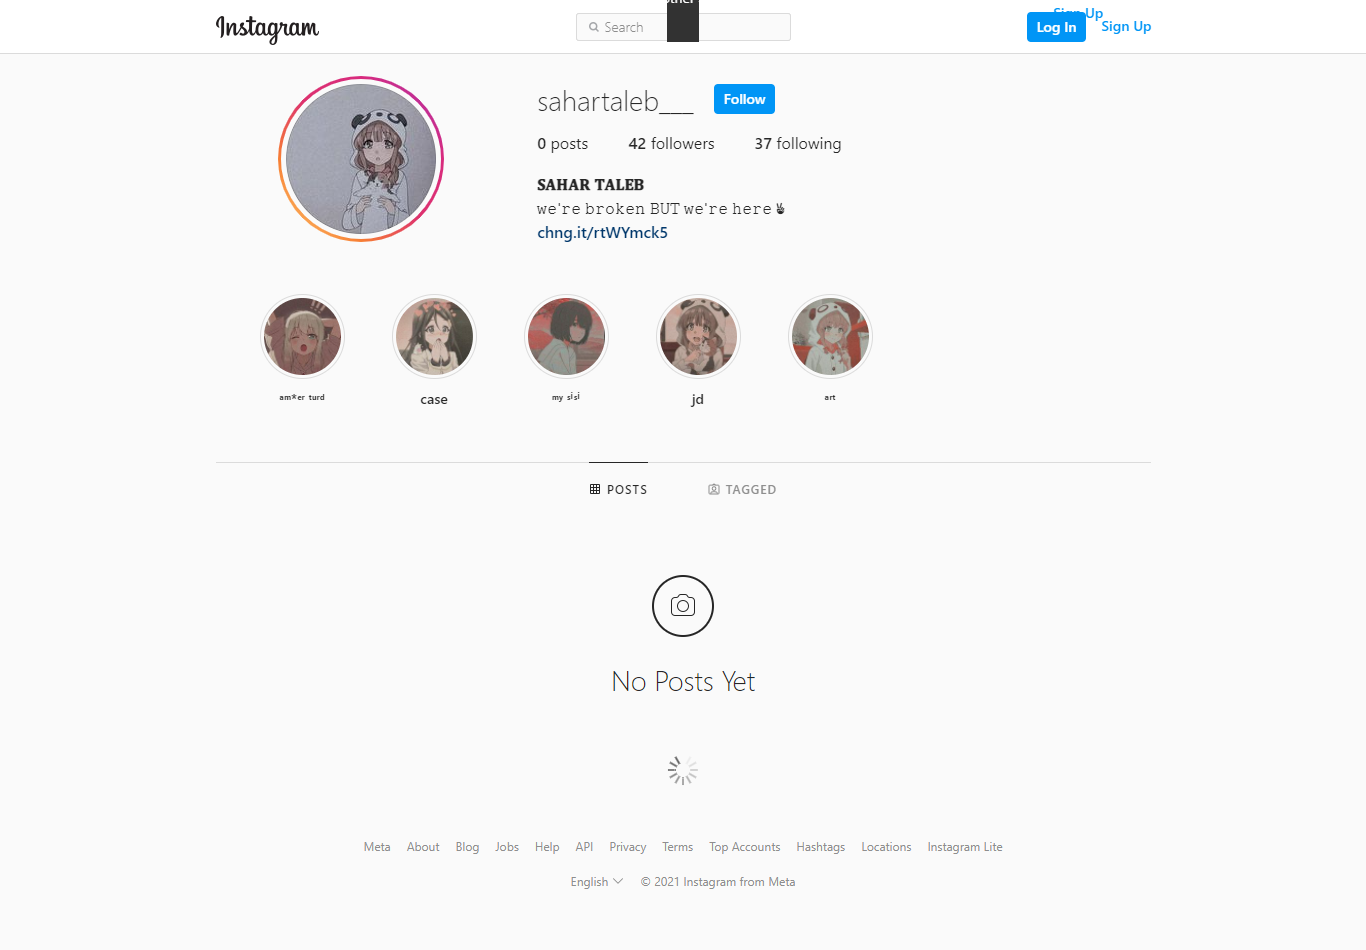 Instagram
Search
Log In
Sign Up
Sign Up
sahartaleb___
Follow
0 posts
42 followers
37 following
SAHAR TALEB
we're broken BUT we're here✌
chng.it/rtWYmck5
am*er turd
case
my sisi
jd
art
POSTS
TAGGED
No Posts Yet
Meta About Blog Jobs Help API Privacy Terms Top Accounts Hashtags Locations Instagram Lite
English
© 2021 Instagram from Meta